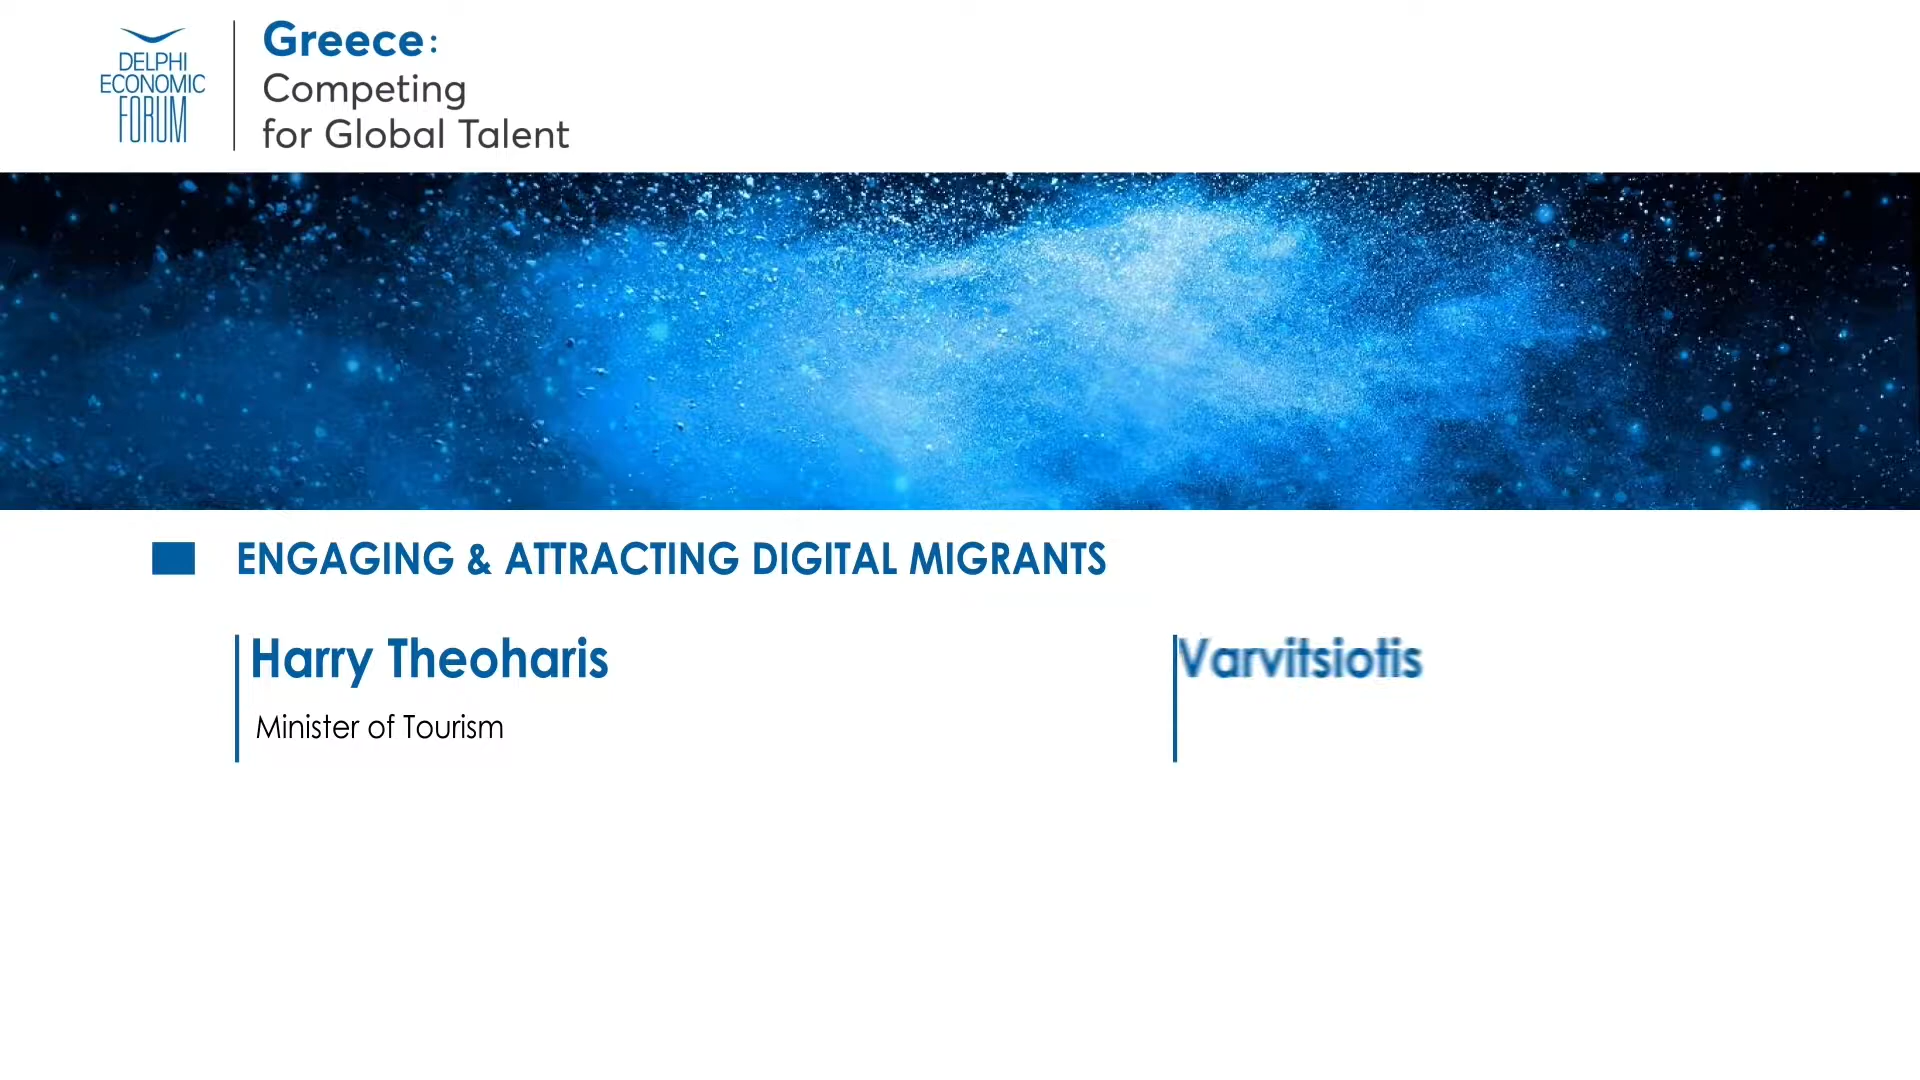 DELPHI
ECONOMIC
FORUM
Greece:
Competing
for Global Talent
ENGAGING & ATTRACTING DIGITAL MIGRANTS
Harry Theoharis
Minister of Tourism
Varvitsiotis